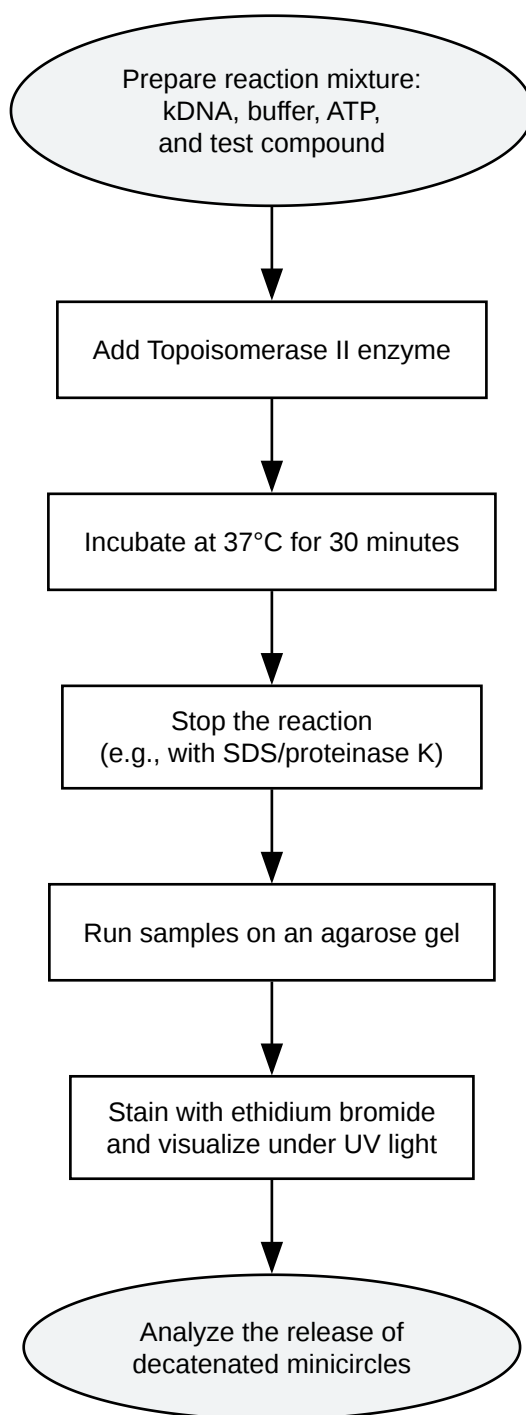 Prepare reaction mixture:
kDNA, buffer, ATP,
and test compound
Add Topoisomerase II enzyme
Incubate at 37°C for 30 minutes
Stop the reaction
(e.g., with SDS/proteinase K)
Run samples on an agarose gel
Stain with ethidium bromide
and visualize under UV light
Analyze the release of
decatenated minicircles